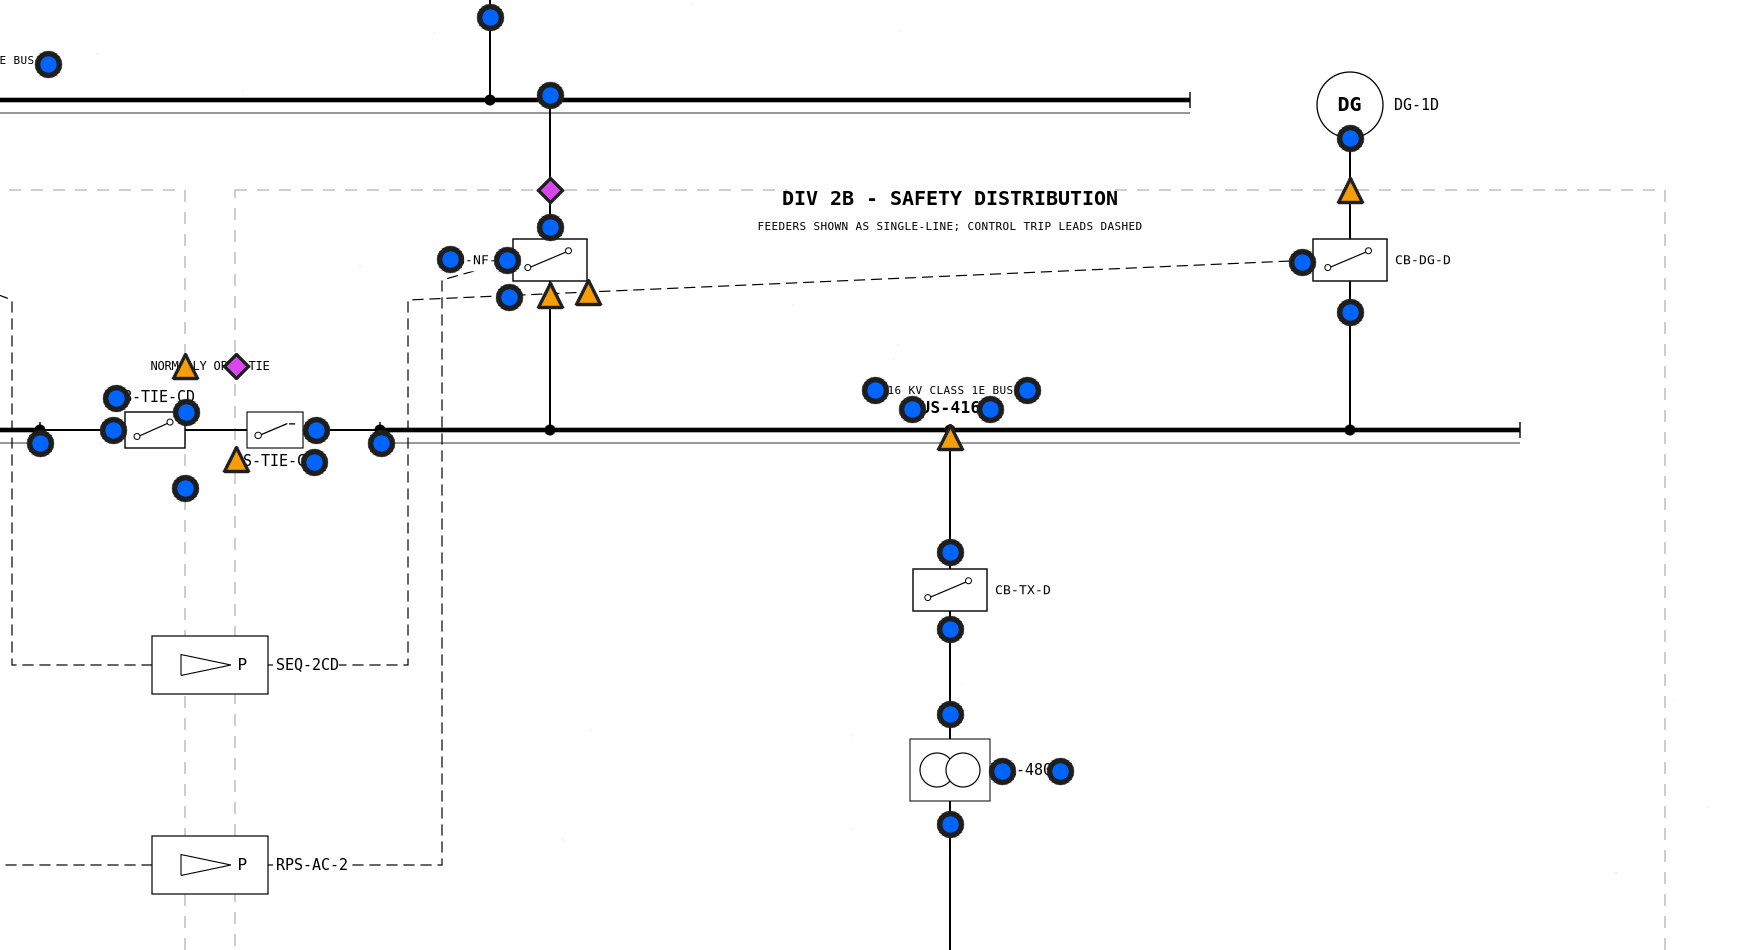 E BUS
DG
DG-1D
DIV 2B - SAFETY DISTRIBUTION
FEEDERS SHOWN AS SINGLE-LINE; CONTROL TRIP LEADS DASHED
-NF-
CB-DG-D
TIE
-TIE-CD
16 KV CLASS 1E BUS
S-TIE-
CB-TX-D
P
SEQ-2CD
-480
P
RPS-AC-2